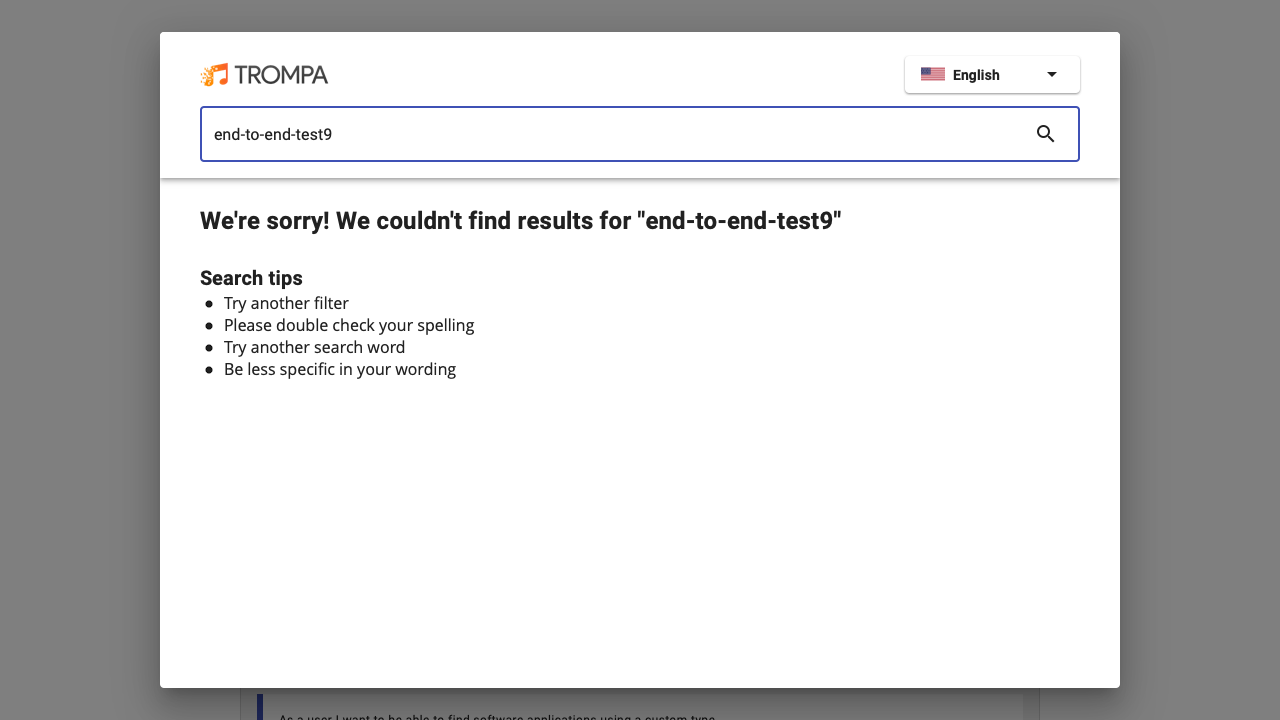 TROMPA
English
end-to-end-test9
We're sorry! We couldn't find results for "end-to-end-test9"
Search tips
Try another filter
Please double check your spelling
Try another search word
Be less specific in your wording
As a user I want to be able to find software applications using a custom type